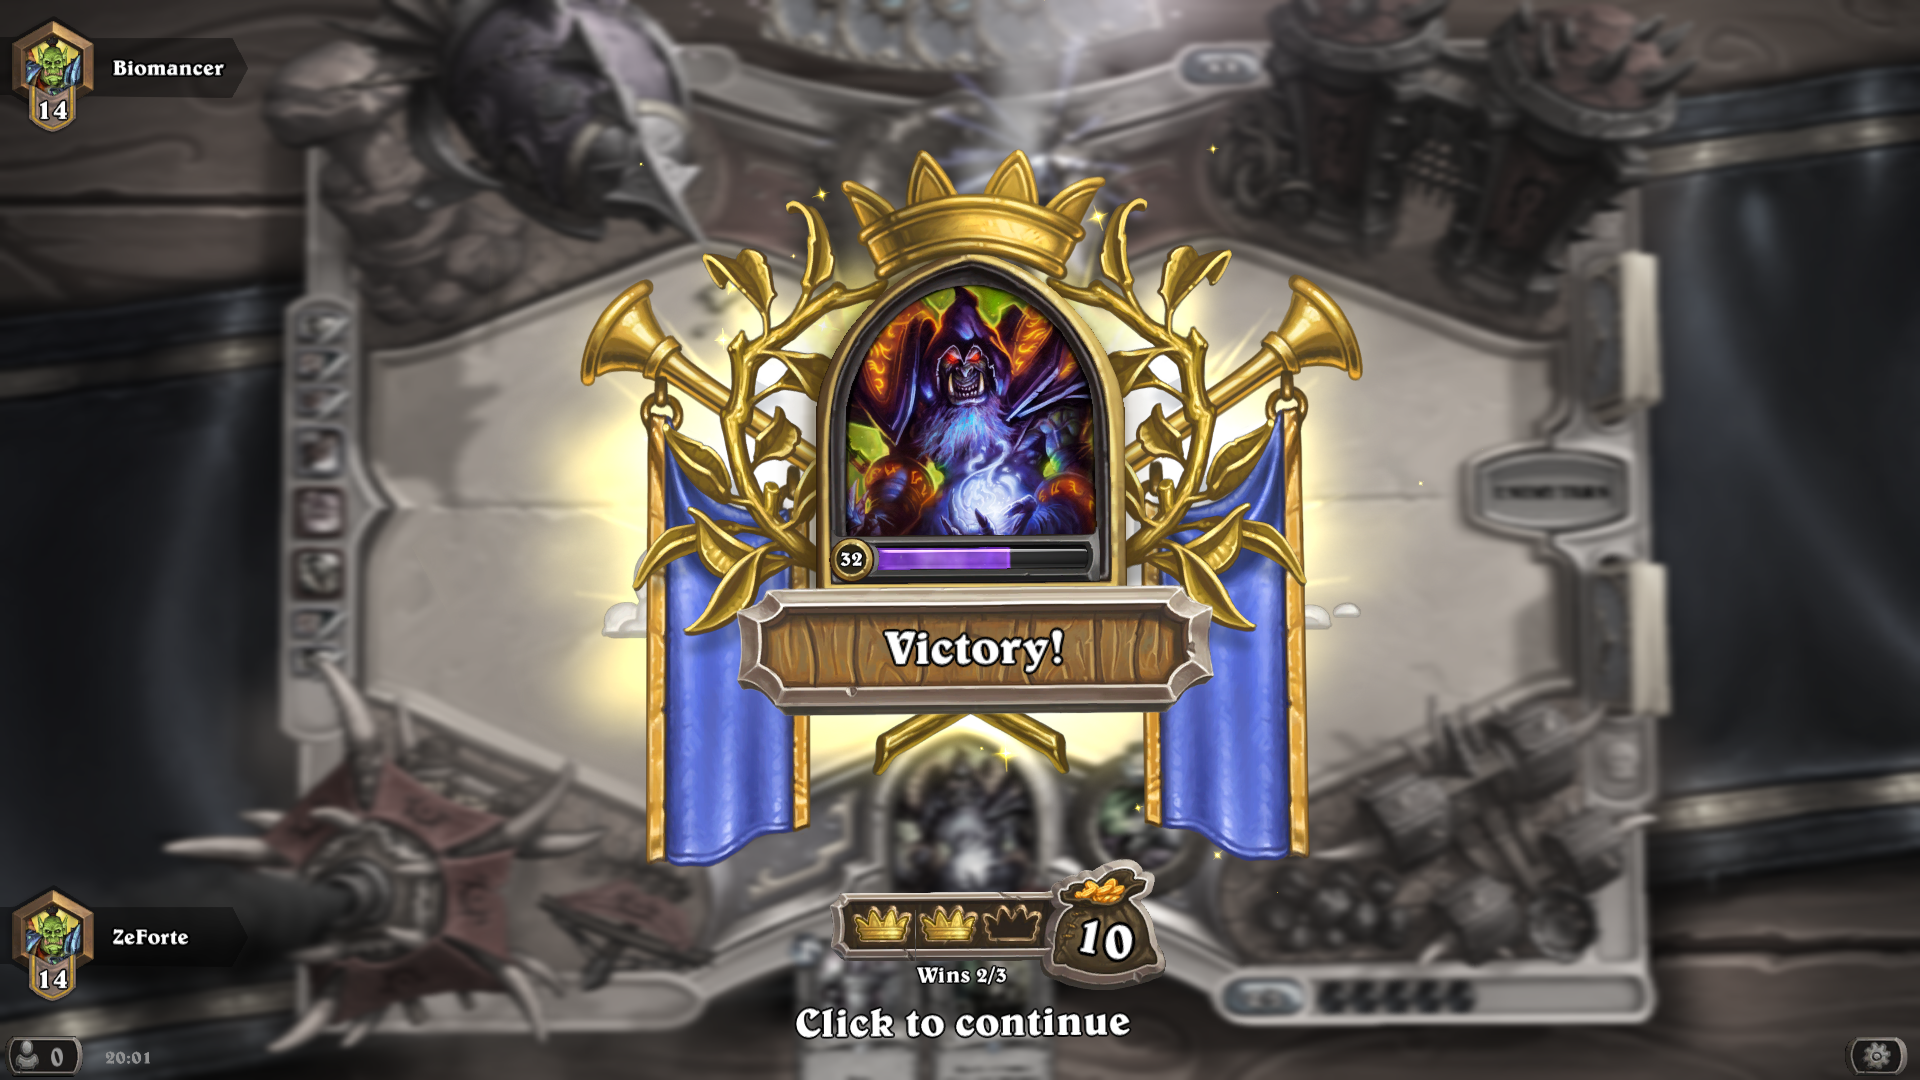 Biomancer
14
32
Victory!
10
Wins 2/3
Click to continue
ZeForte
14
0
20:01